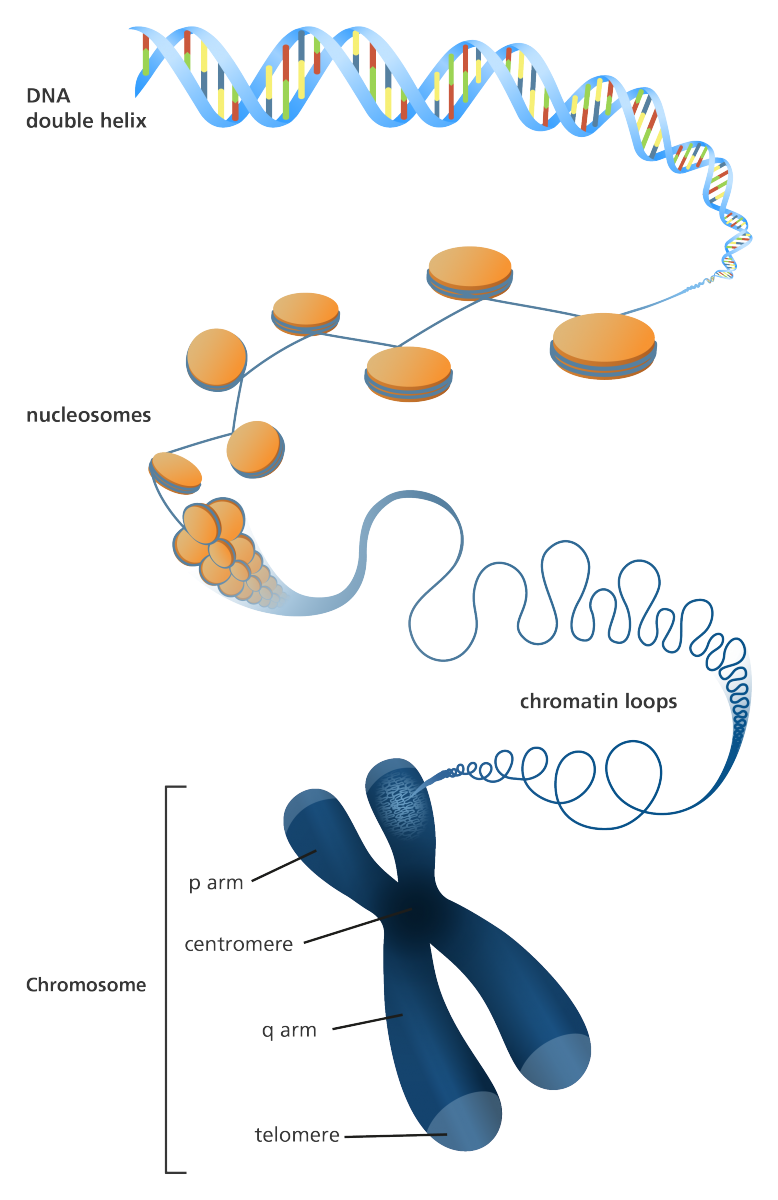 DNA
double helix
nucleosomes
chromatin loops
p arm
centromere
Chromosome
q arm
telomere